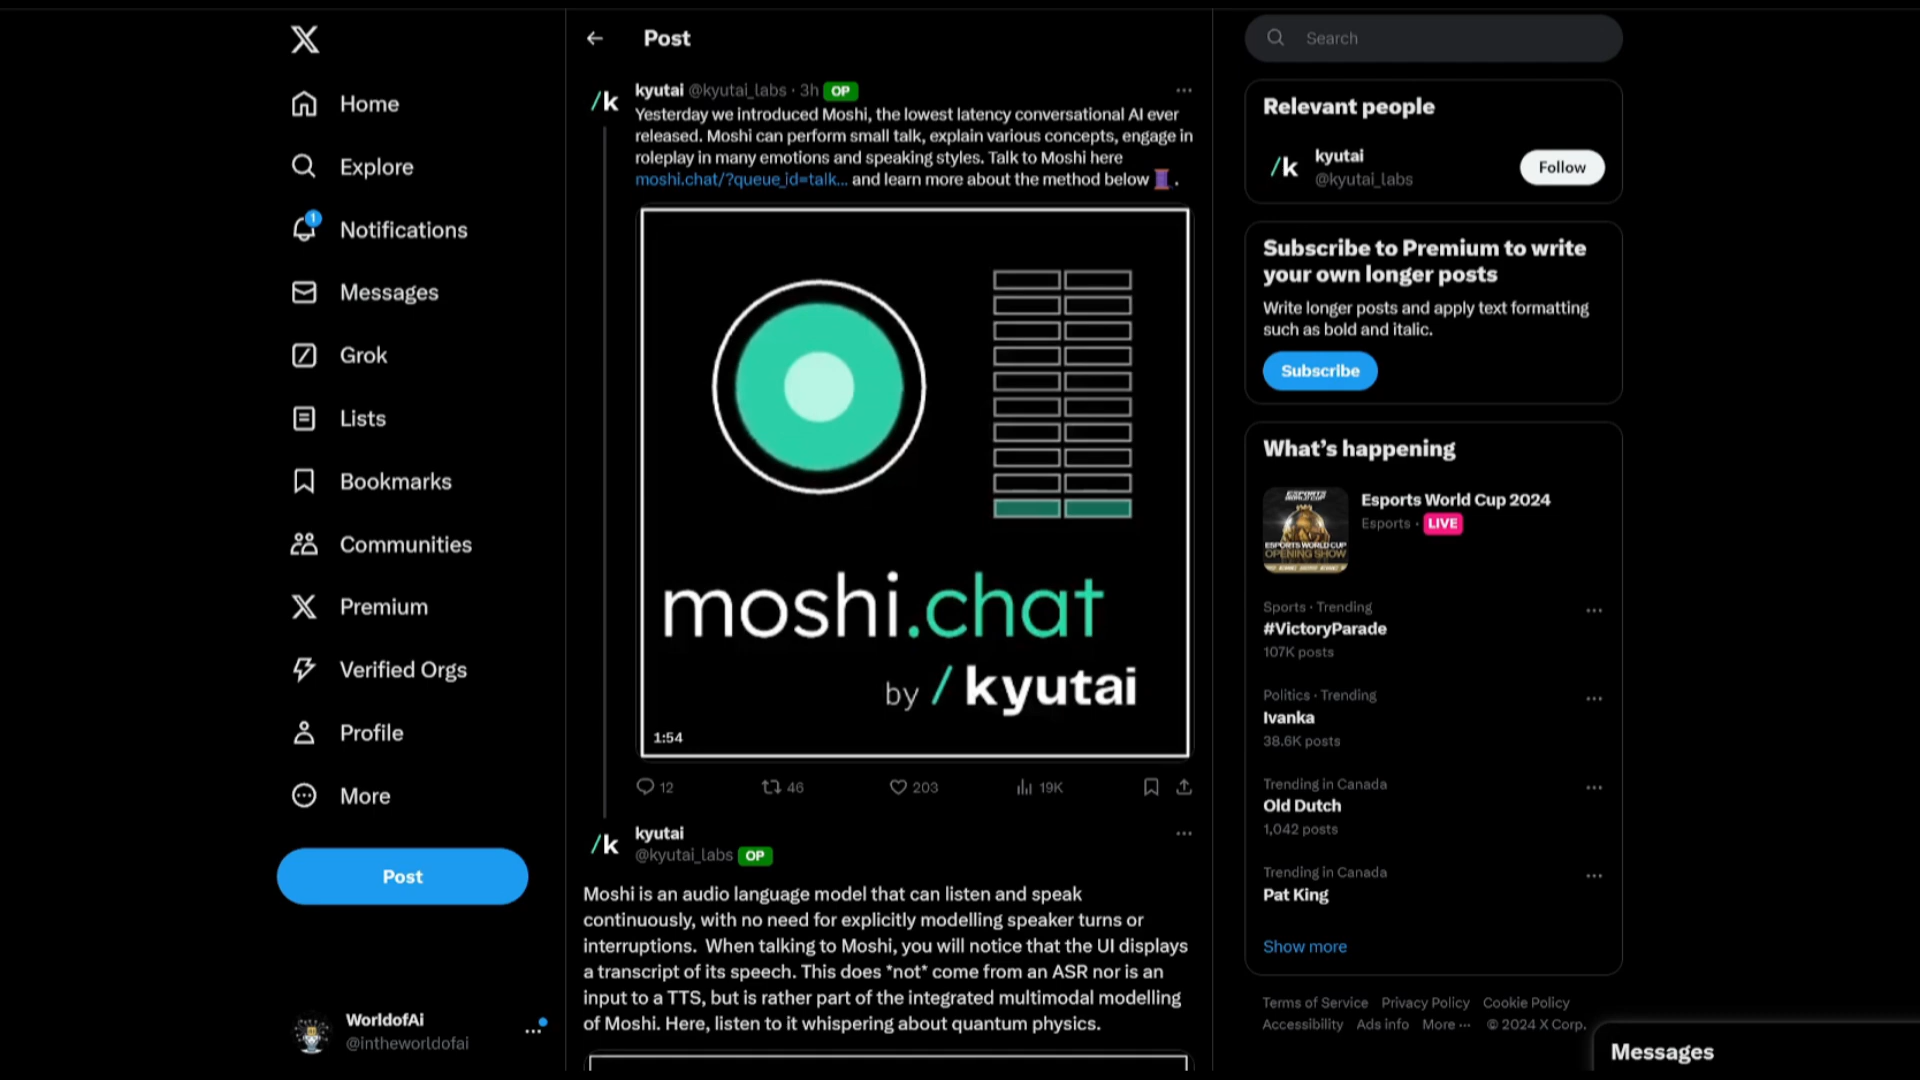 Home
Explore
1
Notifications
Messages
Grok
Lists
Bookmarks
Communities
Premium
Verified Orgs
Profile
More
Post
WorldofAi
@intheworldofai
Post
/k
kyutai @kyutai_labs · 3h OP
Yesterday we introduced Moshi, the lowest latency conversational AI ever
released. Moshi can perform small talk, explain various concepts, engage in
roleplay in many emotions and speaking styles. Talk to Moshi here
moshi.chat/?queue_id=talk... and learn more about the method below 🧵.
moshi.chat
by / kyutai
1:54
12 46 203 19K
/k
kyutai
@kyutai_labs OP
Moshi is an audio language model that can listen and speak
continuously, with no need for explicitly modelling speaker turns or
interruptions. When talking to Moshi, you will notice that the UI displays
a transcript of its speech. This does *not* come from an ASR nor is an
input to a TTS, but is rather part of the integrated multimodal modelling
of Moshi. Here, listen to it whispering about quantum physics.
Search
Relevant people
/k
kyutai
@kyutai_labs
Follow
Subscribe to Premium to write
your own longer posts
Write longer posts and apply text formatting
such as bold and italic.
Subscribe
What's happening
ESPORTS
WORLD CUP
ESPORTS WORLD CUP
OPENING SHOW
Esports World Cup 2024
Esports · LIVE
Sports · Trending
#VictoryParade
107K posts
Politics · Trending
Ivanka
38.6K posts
Trending in Canada
Old Dutch
1,042 posts
Trending in Canada
Pat King
Show more
Terms of Service Privacy Policy Cookie Policy
Accessibility Ads info More ··· © 2024 X Corp.
Messages